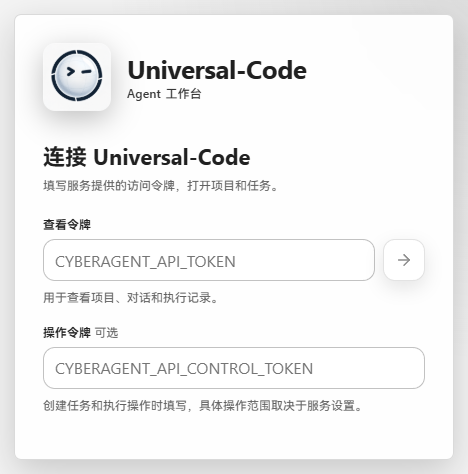 Universal-Code
Agent 工作台
连接 Universal-Code
填写服务提供的访问令牌，打开项目和任务。
查看令牌
CYBERAGENT_API_TOKEN
用于查看项目、对话和执行记录。
操作令牌 可选
CYBERAGENT_API_CONTROL_TOKEN
创建任务和执行操作时填写，具体操作范围取决于服务设置。